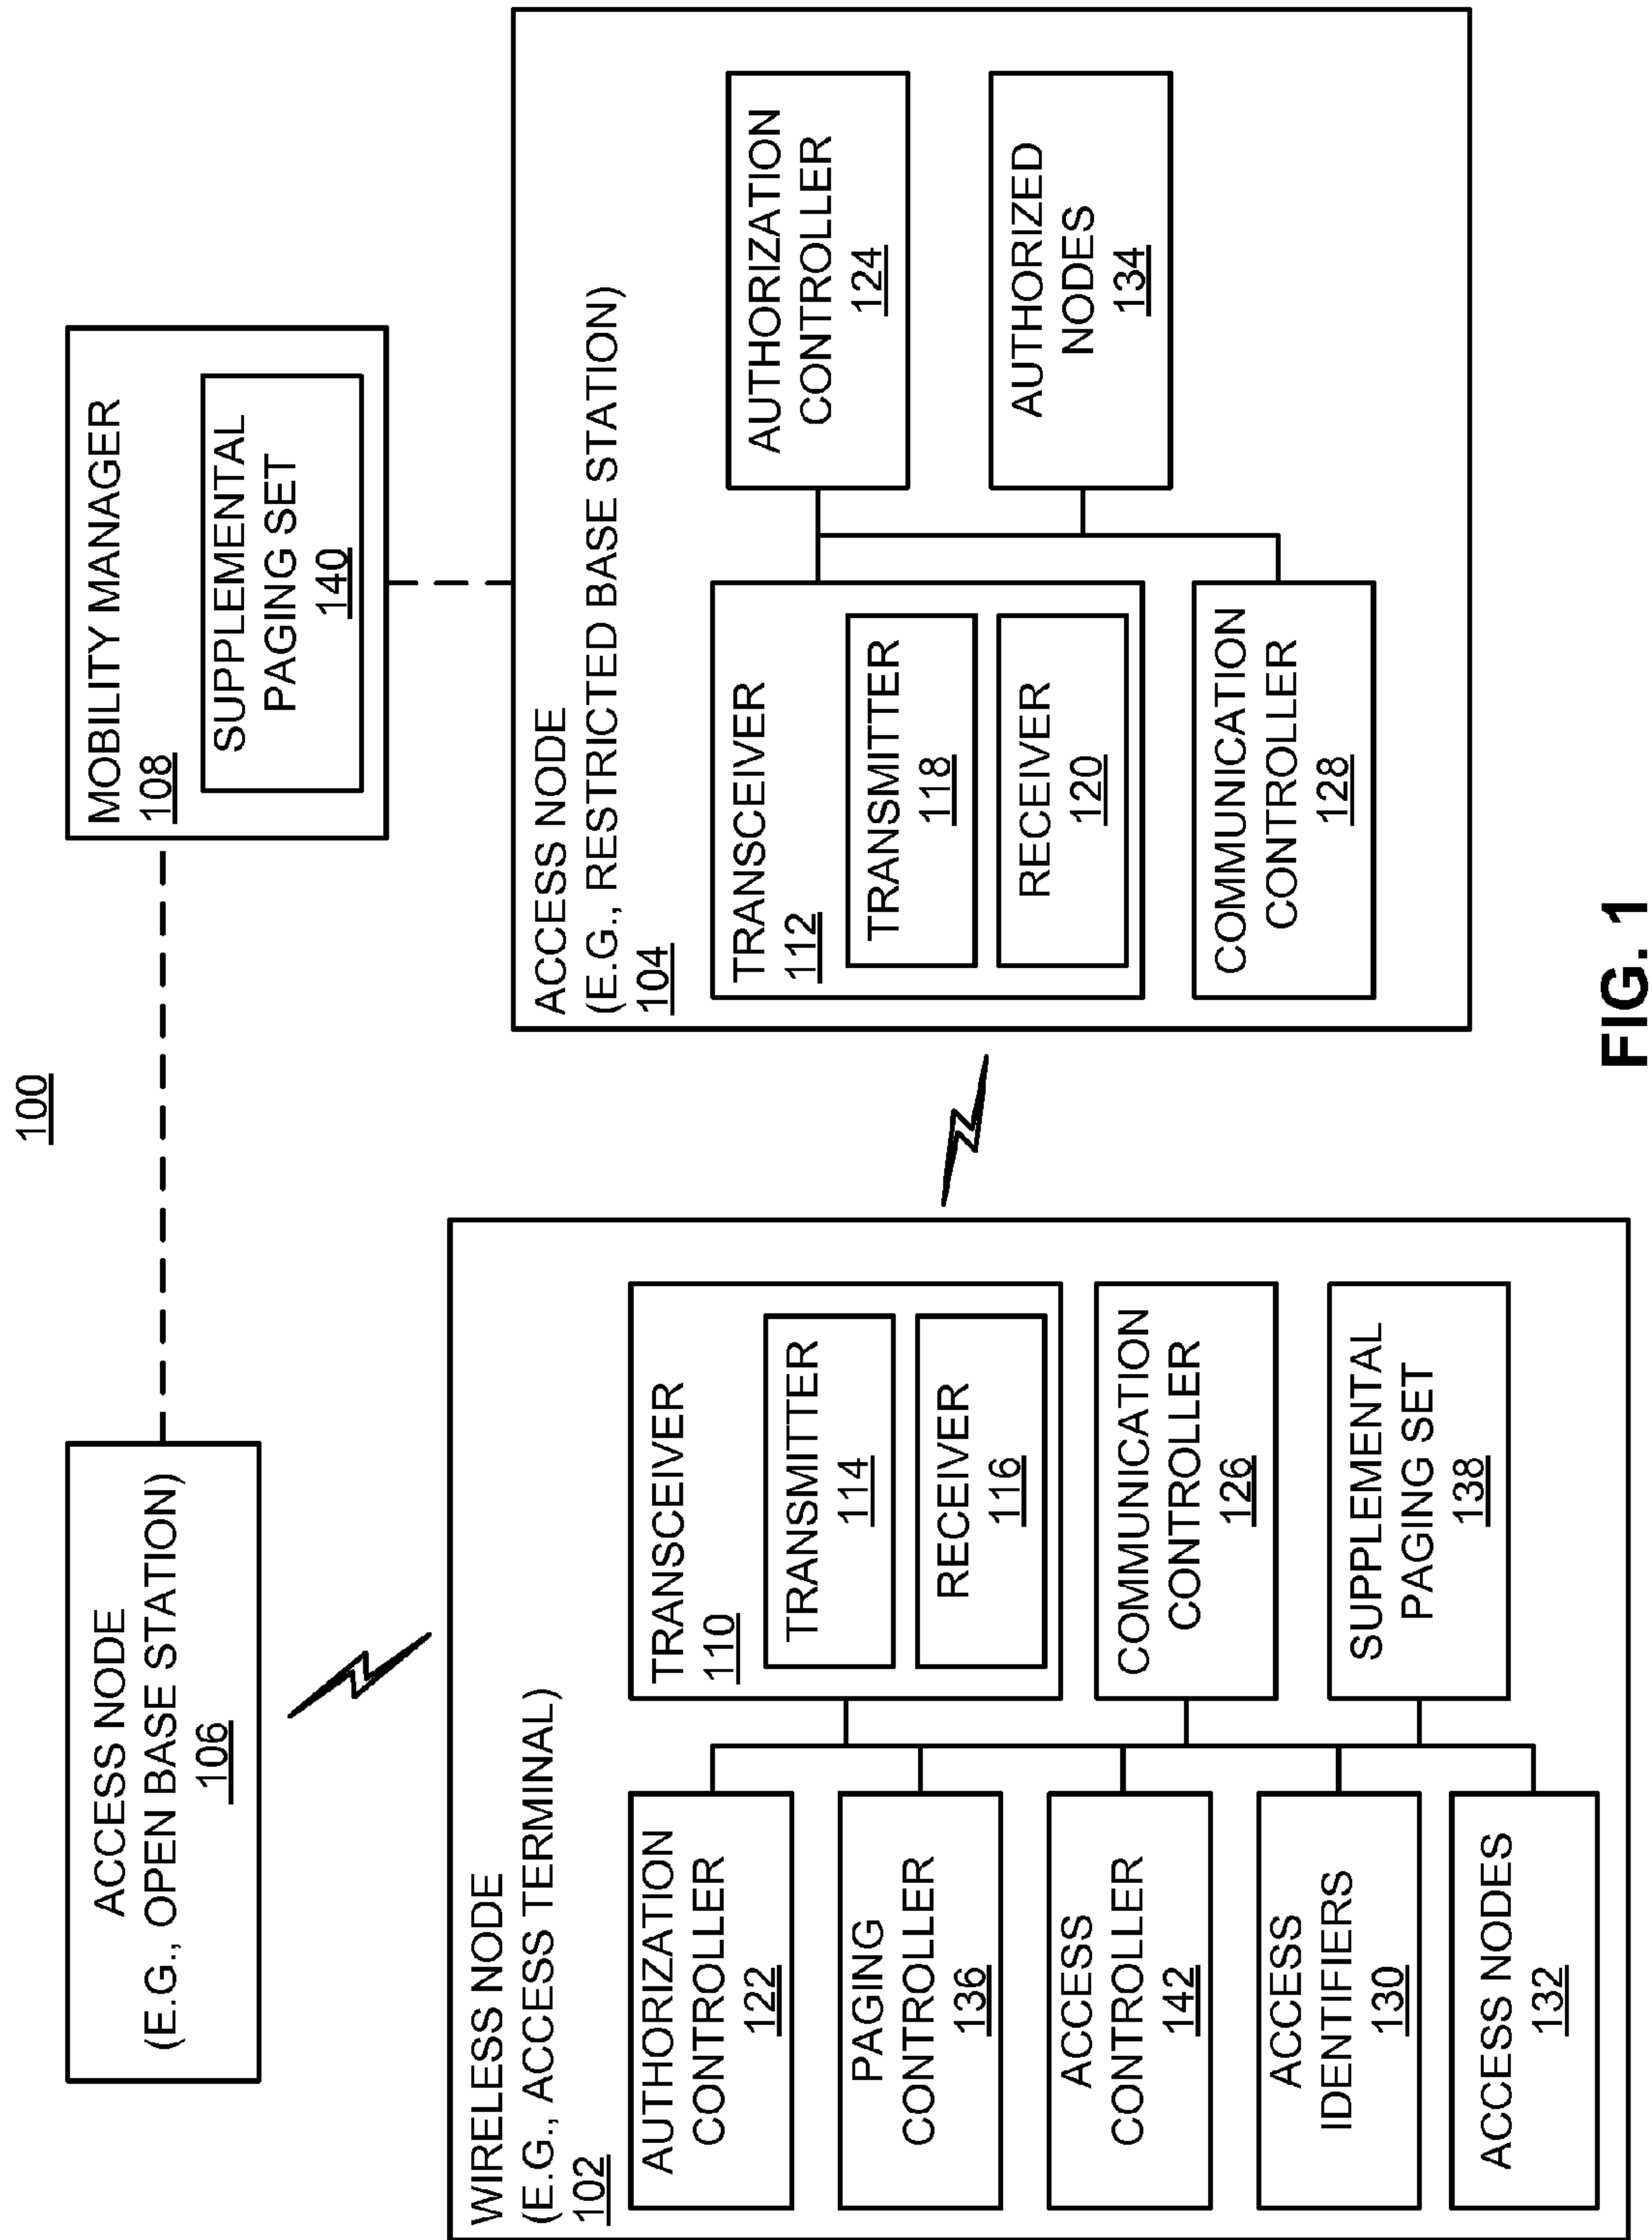 100
ACCESS NODE
(E.G., OPEN BASE STATION)
106
MOBILITY MANAGER
108
SUPPLEMENTAL
PAGING SET
140
WIRELESS NODE
(E.G., ACCESS TERMINAL)
102
AUTHORIZATION
CONTROLLER
122
PAGING
CONTROLLER
136
ACCESS
CONTROLLER
142
ACCESS
IDENTIFIERS
130
ACCESS NODES
132
TRANSCEIVER
110
TRANSMITTER
114
RECEIVER
116
COMMUNICATION
CONTROLLER
126
SUPPLEMENTAL
PAGING SET
138
ACCESS NODE
(E.G., RESTRICTED BASE STATION)
104
TRANSCEIVER
112
TRANSMITTER
118
RECEIVER
120
COMMUNICATION
CONTROLLER
128
AUTHORIZATION
CONTROLLER
124
AUTHORIZED
NODES
134
FIG. 1